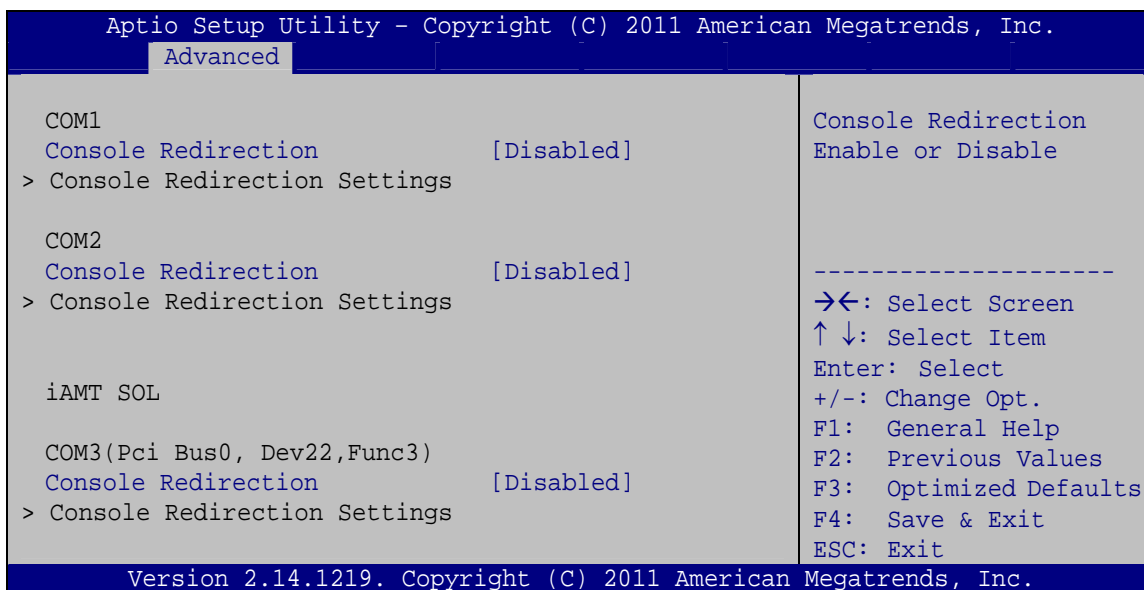 Aptio Setup Utility – Copyright (C) 2011 American Megatrends, Inc.
Advanced
COM1
Console Redirection [Disabled]
> Console Redirection Settings
COM2
Console Redirection [Disabled]
> Console Redirection Settings
iAMT SOL
COM3(Pci Bus0, Dev22,Func3)
Console Redirection [Disabled]
> Console Redirection Settings
Console Redirection
Enable or Disable
---------------------
→←: Select Screen
↑ ↓: Select Item
Enter: Select
+/-: Change Opt.
F1: General Help
F2: Previous Values
F3: Optimized Defaults
F4: Save & Exit
ESC: Exit
Version 2.14.1219. Copyright (C) 2011 American Megatrends, Inc.